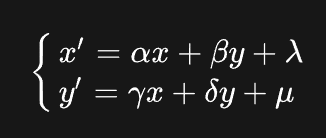 x′ = αx + βy + λ
y′ = γx + δy + μ